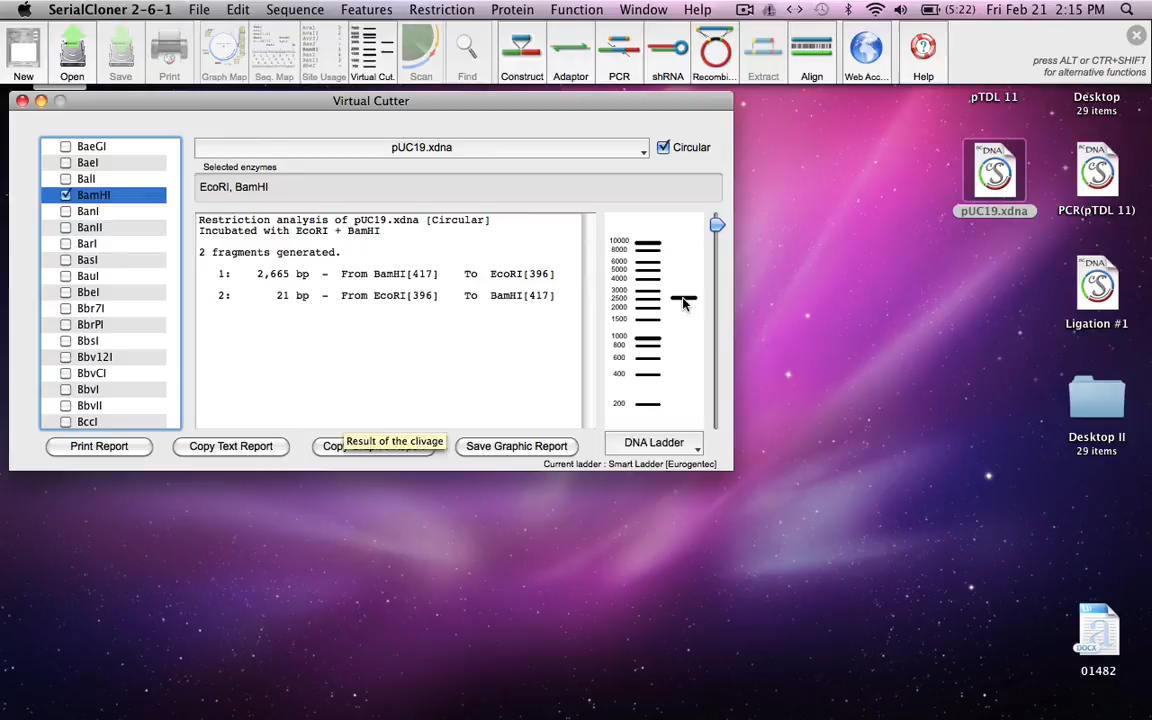 SerialCloner 2-6-1 File Edit Sequence Features Restriction Protein Function Window Help (5:22) Fri Feb 21 2:15 PM
New Open Save Print Graph Map Seq. Map Site Usage Virtual Cut. Scan Find Construct Adaptor PCR shRNA Recombi... Extract Align Web Acc.. Help
press ALT or CTR+SHIFT
for alternative functions
Virtual Cutter
BaeGI
BaeI
BalI
BamHI
BanI
BanII
BarI
BasI
BauI
BbeI
Bbr7I
BbrPI
BbsI
Bbv12I
BbvCI
BbvI
BbvII
BccI
pUC19.xdna
Circular
Selected enzymes
EcoRI, BamHI
Restriction analysis of pUC19.xdna [Circular]
Incubated with EcoRI + BamHI
2 fragments generated.
1: 2,665 bp - From BamHI[417] To EcoRI[396]
2: 21 bp - From EcoRI[396] To BamHI[417]
10000
8000
6000
5000
4000
3000
2500
2000
1500
1000
800
600
400
200
Result of the clivage
Print Report
Copy Text Report
Save Graphic Report
DNA Ladder
Current ladder : Smart Ladder [Eurogentec]
pTDL 11
Desktop
29 items
DNA
pUC19.xdna
DNA
PCR(pTDL 11)
DNA
Ligation #1
Desktop II
29 items
DOCX
01482